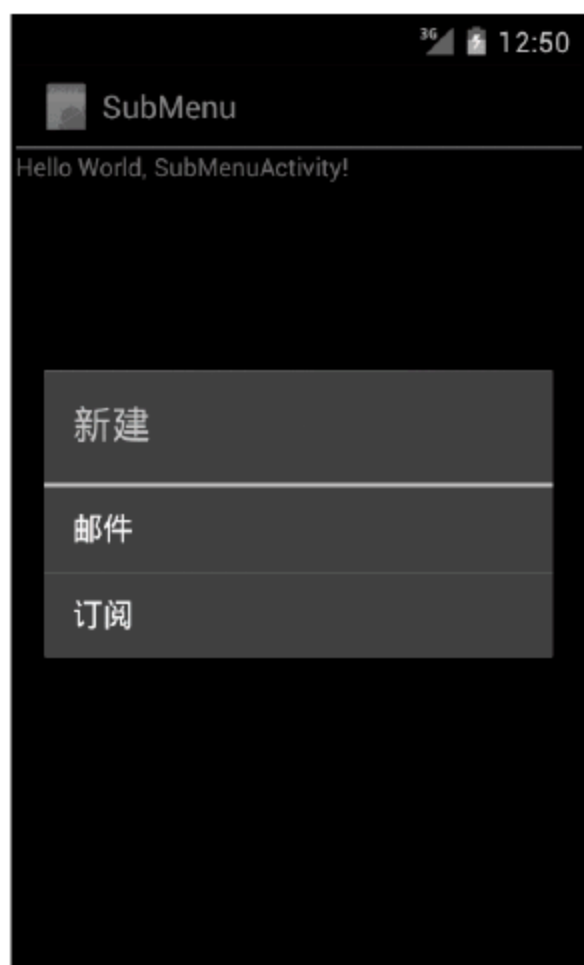 3G 12:50
SubMenu
Hello World, SubMenuActivity!
新建
邮件
订阅